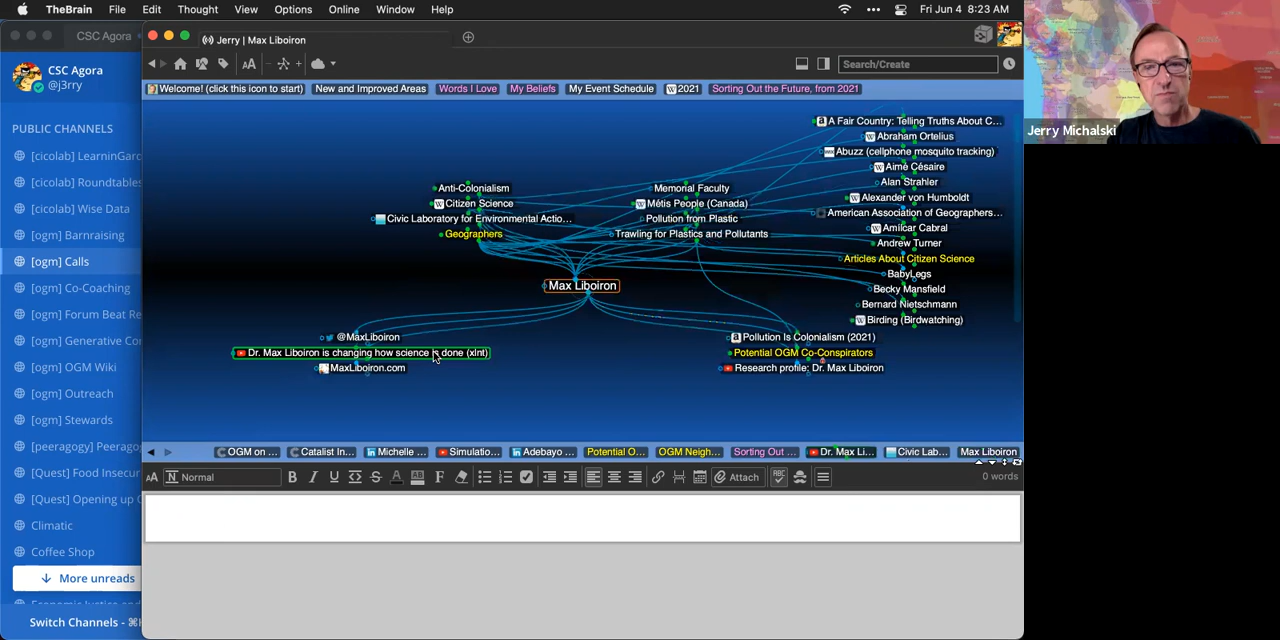 TheBrain File Edit Thought View Options Online Window Help Fri Jun 4 8:23 AM
CSC Agora
Jerry | Max Liboiron
CSC Agora
@j3rry
PUBLIC CHANNELS
[cicolab] LearninGard
[cicolab] Roundtables
[cicolab] Wise Data
[ogm] Barnraising
[ogm] Calls
[ogm] Co-Coaching
[ogm] Forum Beat Re
[ogm] Generative Co
[ogm] OGM Wiki
[ogm] Outreach
[ogm] Stewards
[peeragogy] Peerago
[Quest] Food Insecur
[Quest] Opening up
Climatic
Coffee Shop
More unreads
Switch Channels -
AA
Search/Create
Welcome! (click this icon to start) New and Improved Areas Words I Love My Beliefs My Event Schedule W 2021 Sorting Out the Future, from 2021
Anti-Colonialism
W Citizen Science
Civic Laboratory for Environmental Actio...
Geographers
Memorial Faculty
W Métis People (Canada)
Pollution from Plastic
Trawling for Plastics and Pollutants
a A Fair Country: Telling Truths About C...
W Abraham Ortelius
Abuzz (cellphone mosquito tracking)
W Aimé Césaire
Alan Strahler
W Alexander von Humboldt
American Association of Geographers...
W Amilcar Cabral
Andrew Turner
Articles About Citizen Science
BabyLegs
Becky Mansfield
Bernard Nietschmann
W Birding (Birdwatching)
Max Liboiron
@MaxLiboiron
Dr. Max Liboiron is changing how science is done (xlnt)
MaxLiboiron.com
a Pollution Is Colonialism (2021)
Potential OGM Co-Conspirators
Research profile: Dr. Max Liboiron
OGM on ... Catalist In... Michelle ... Simulatio... Adebayo ... Potential O... OGM Neigh... Sorting Out ... Dr. Max Li... Civic Lab... Max Liboiron
AA N Normal B I U S A AB F Attach ABC 0 words
Jerry Michalski